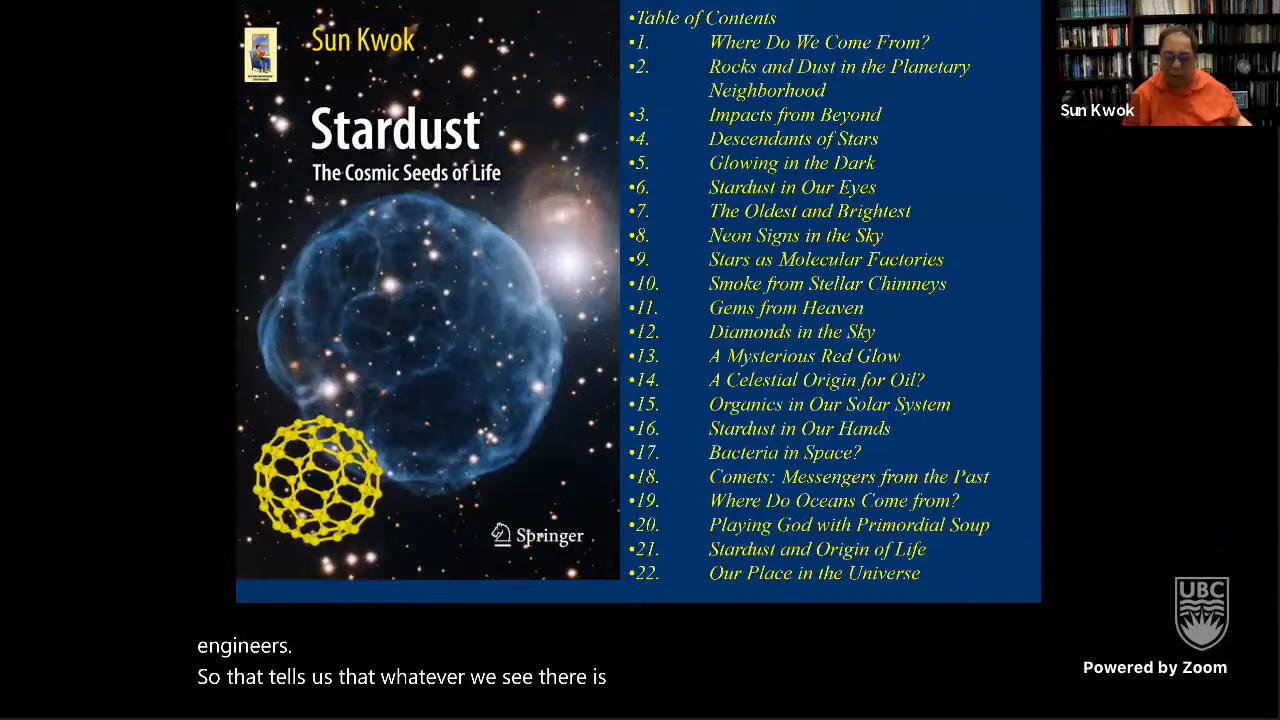 Sun Kwok
Stardust
The Cosmic Seeds of Life
Springer
•Table of Contents
•1. Where Do We Come From?
•2. Rocks and Dust in the Planetary
Neighborhood
•3. Impacts from Beyond
•4. Descendants of Stars
•5. Glowing in the Dark
•6. Stardust in Our Eyes
•7. The Oldest and Brightest
•8. Neon Signs in the Sky
•9. Stars as Molecular Factories
•10. Smoke from Stellar Chimneys
•11. Gems from Heaven
•12. Diamonds in the Sky
•13. A Mysterious Red Glow
•14. A Celestial Origin for Oil?
•15. Organics in Our Solar System
•16. Stardust in Our Hands
•17. Bacteria in Space?
•18. Comets: Messengers from the Past
•19. Where Do Oceans Come from?
•20. Playing God with Primordial Soup
•21. Stardust and Origin of Life
•22. Our Place in the Universe
Sun Kwok
engineers.
So that tells us that whatever we see there is
UBC
Powered by Zoom